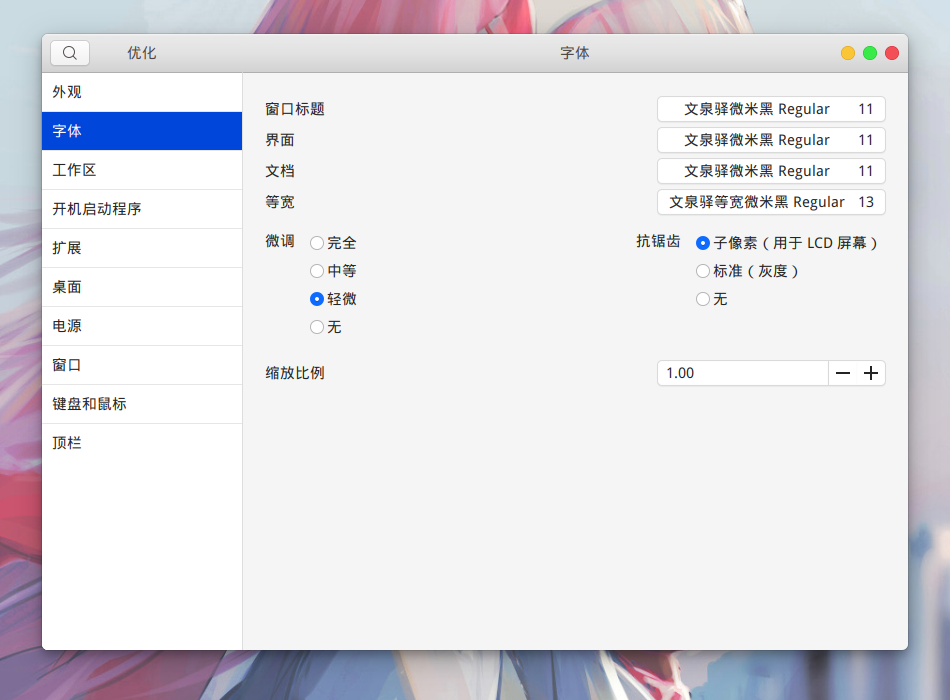 优化
字体
外观
字体
工作区
开机启动程序
扩展
桌面
电源
窗口
键盘和鼠标
顶栏
窗口标题 文泉驿微米黑 Regular 11
界面 文泉驿微米黑 Regular 11
文档 文泉驿微米黑 Regular 11
等宽 文泉驿等宽微米黑 Regular 13
微调 完全
中等
轻微
无
抗锯齿 子像素（用于 LCD 屏幕）
标准（灰度）
无
缩放比例 1.00